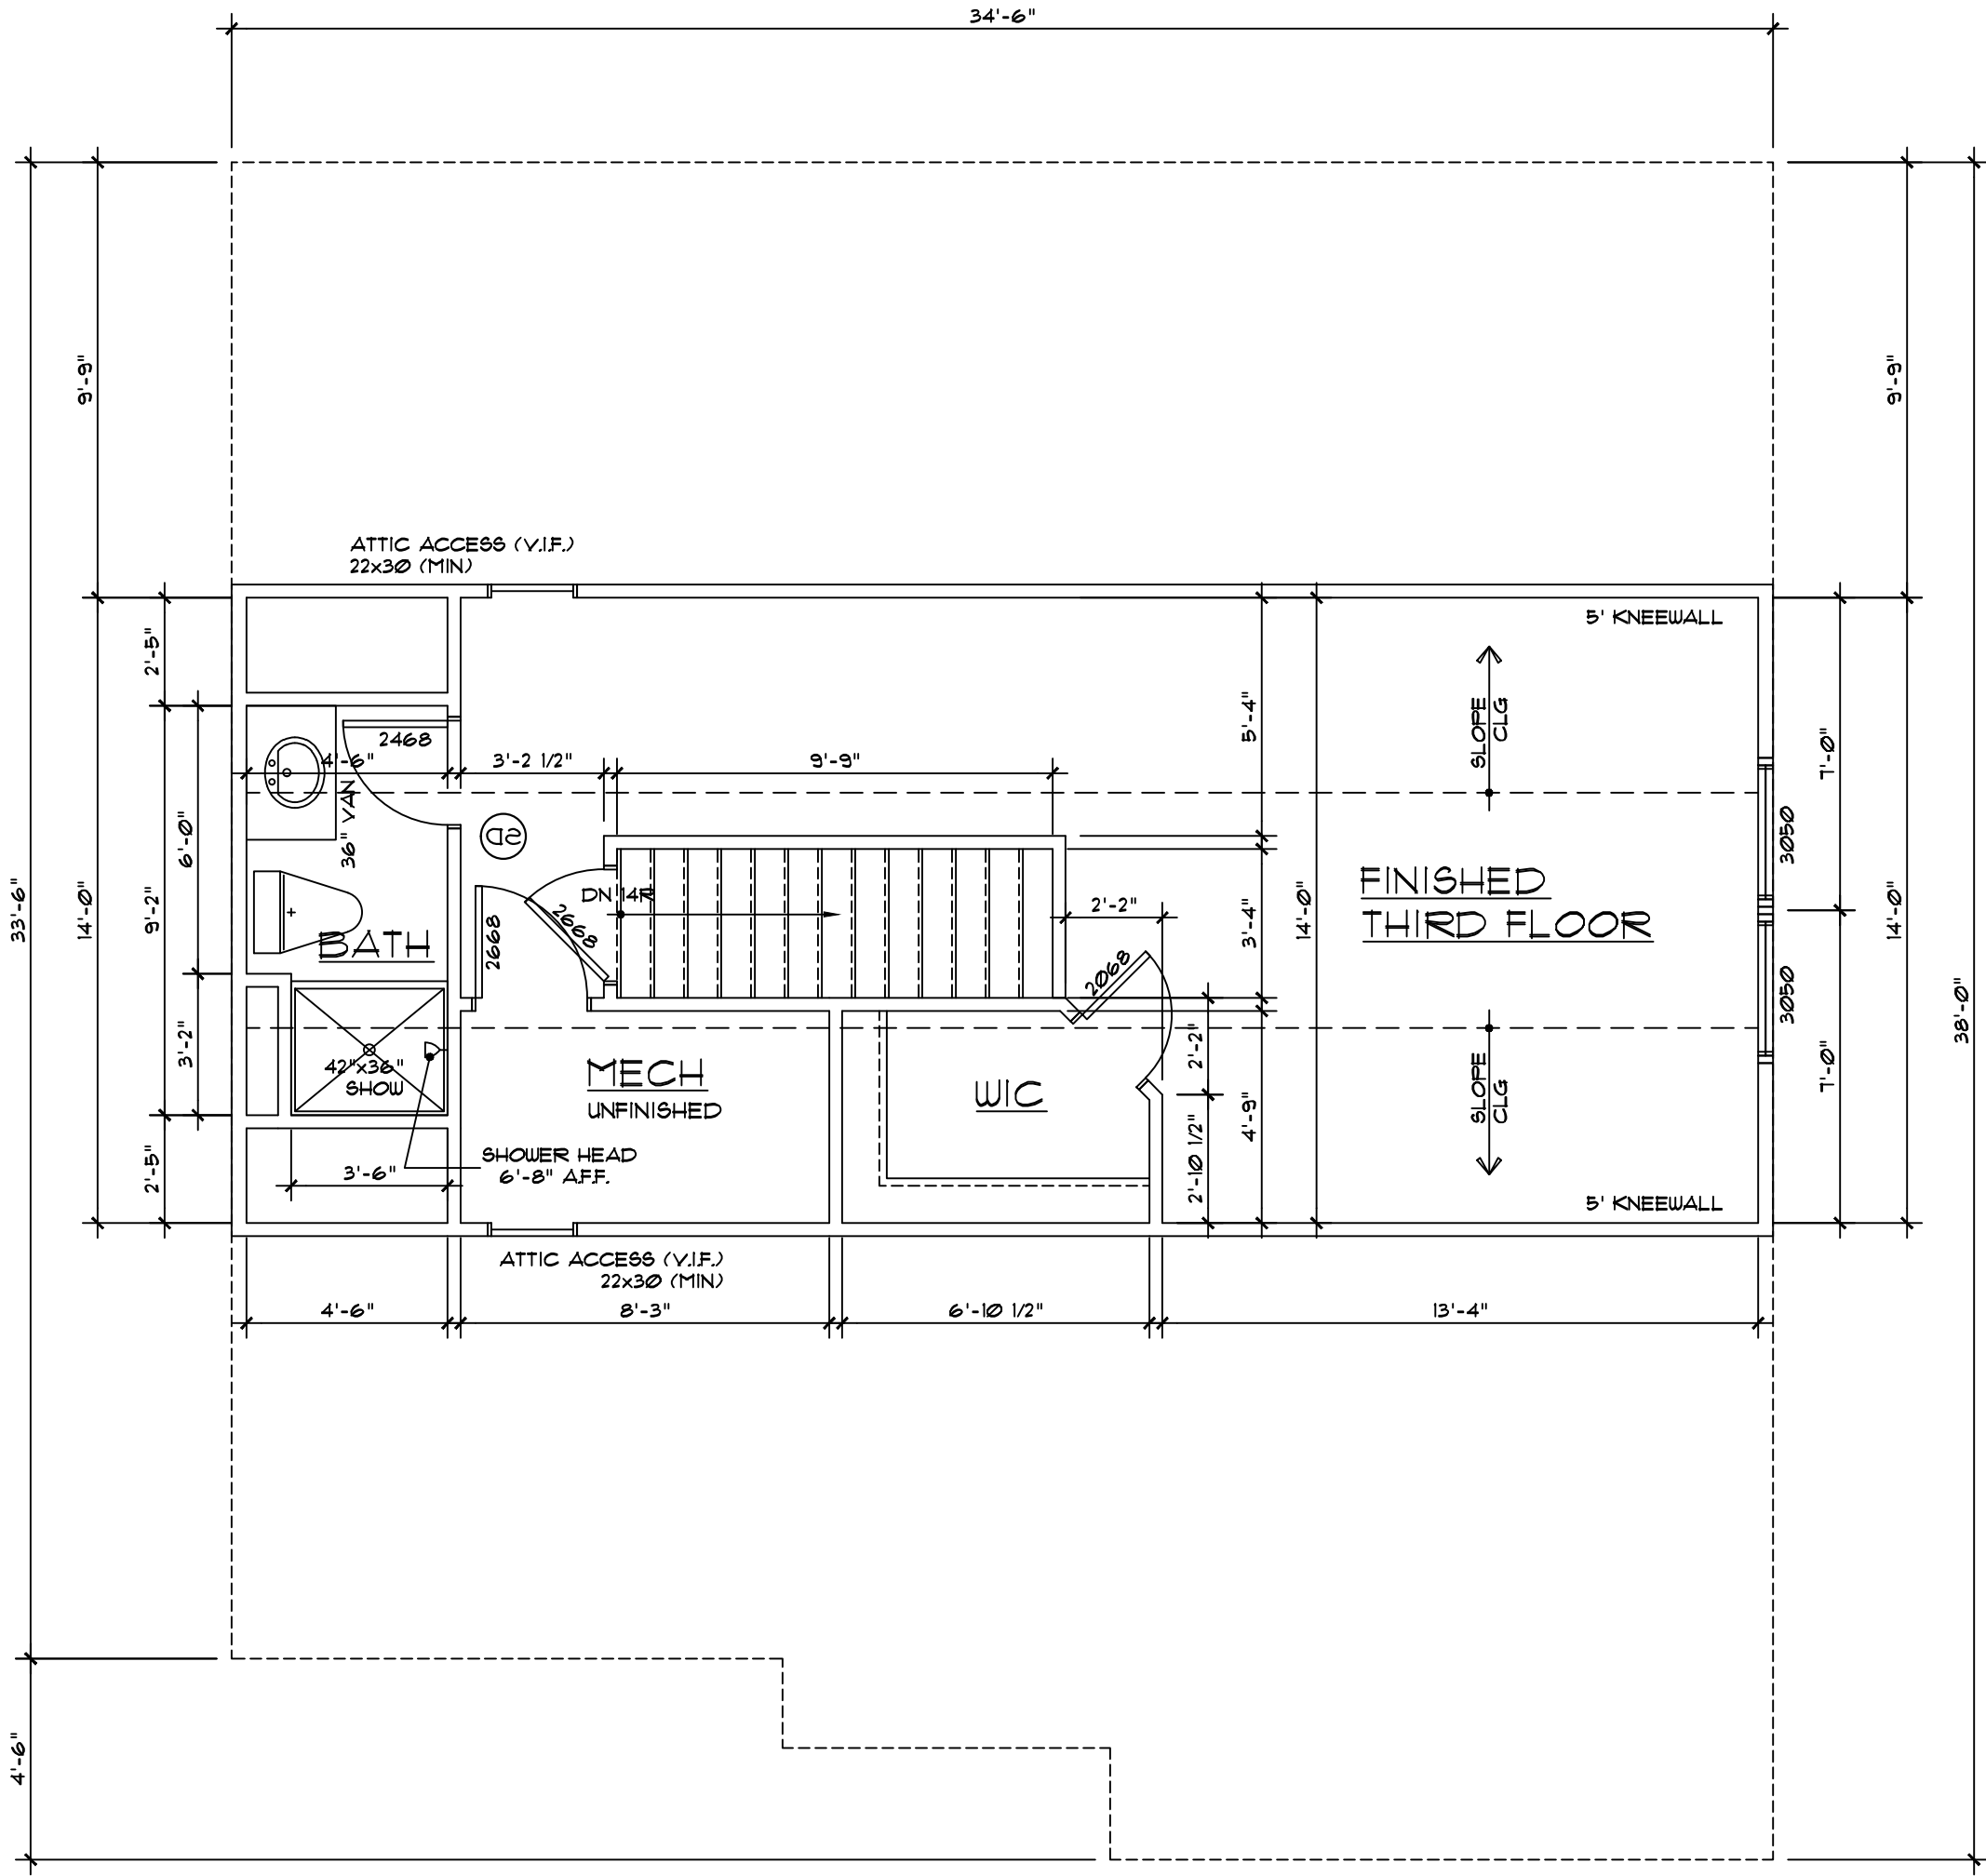 34'-6"
9'-9"
9'-9"
ATTIC ACCESS (V.I.F.)
22x30 (MIN)
5' KNEEWALL
2'-5"
5'-4"
SLOPE
CLG
2468
4'-6"
3'-2 1/2"
9'-9"
7'-0"
36" VAN
6'-0"
SD
3050
33'-6"
14'-0"
9'-2"
DN 14R
2668
2668
2'-2"
3'-4"
14'-0"
FINISHED
THIRD FLOOR
14'-0"
38'-0"
BATH
2068
3050
3'-2"
42"x36"
SHOW
MECH
UNFINISHED
WIC
2'-2"
SLOPE
CLG
7'-0"
4'-9"
2'-10 1/2"
2'-5"
3'-6"
SHOWER HEAD
6'-8" A.F.F.
5' KNEEWALL
ATTIC ACCESS (V.I.F.)
22x30 (MIN)
4'-6"
8'-3"
6'-10 1/2"
13'-4"
4'-6"